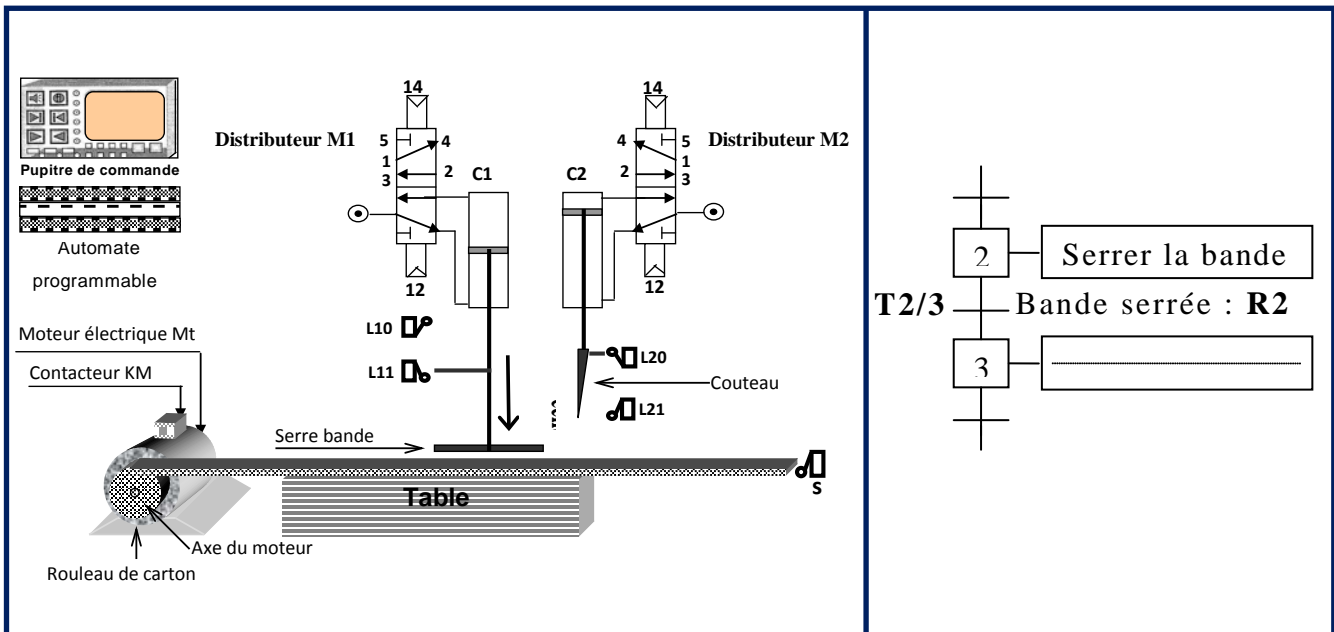 14
14
Distributeur M1
5 4
1
3 2
4 5
1
2 3
Distributeur M2
C1
C2
Pupitre de commande
Automate
programmable
12
12
L10
L11
L20
L21
Couteau
Moteur électrique Mt
Contacteur KM
Serre bande
Table
S
Axe du moteur
Rouleau de carton
2 Serrer la bande
T2/3 Bande serrée : R2
3